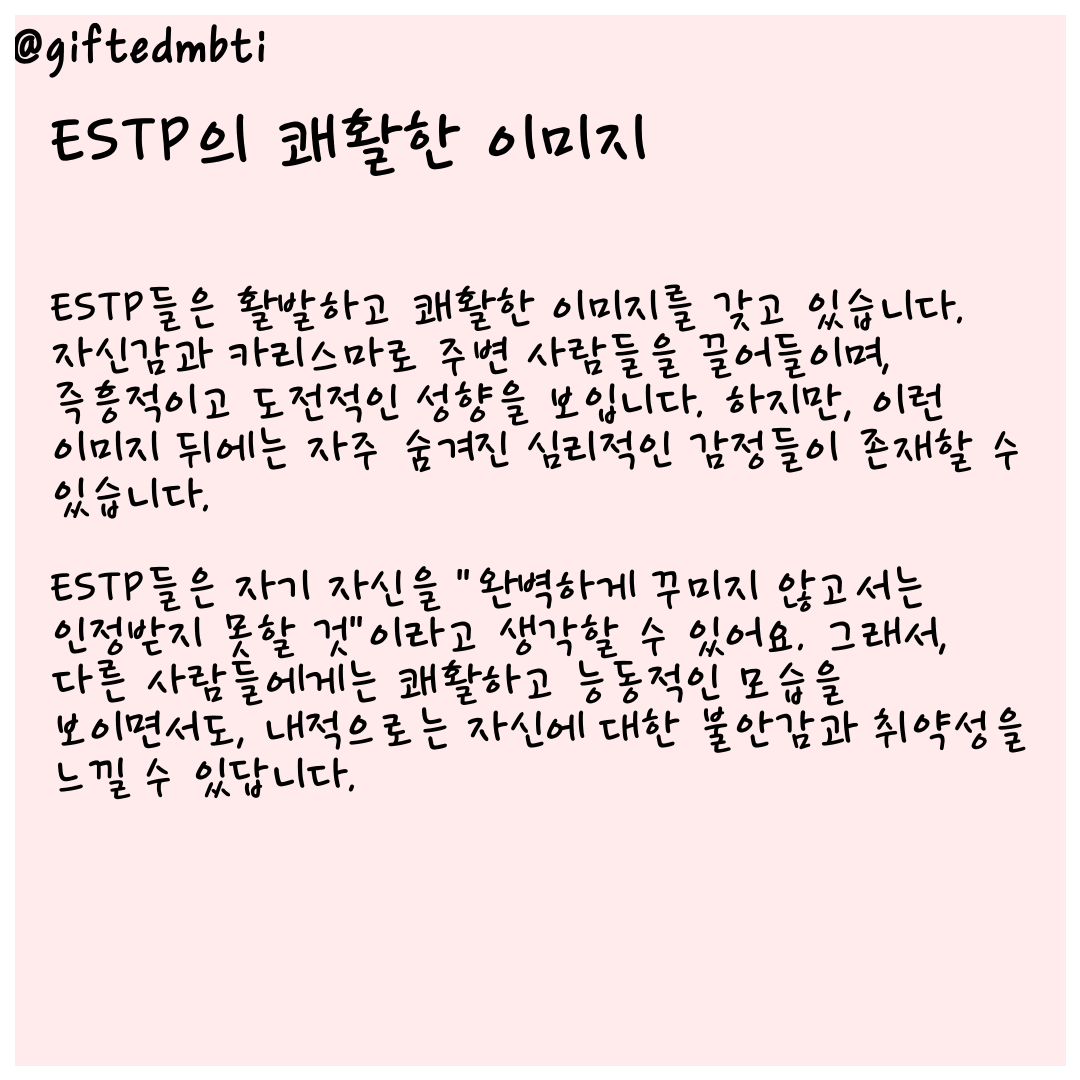 @giftedmbti
ESTP의 쾌활한 이미지
ESTP들은 활발하고 쾌활한 이미지를 갖고 있습니다.
자신감과 카리스마로 주변 사람들을 끌어들이며,
즉흥적이고 도전적인 성향을 보입니다. 하지만, 이런
이미지 뒤에는 자주 숨겨진 심리적인 감정들이 존재할 수
있습니다.
ESTP들은 자기 자신을 "완벽하게 꾸미지 않고서는
인정받지 못할 것"이라고 생각할 수 있어요. 그래서,
다른 사람들에게는 쾌활하고 능동적인 모습을
보이면서도, 내적으로는 자신에 대한 불안감과 취약성을
느낄 수 있답니다.